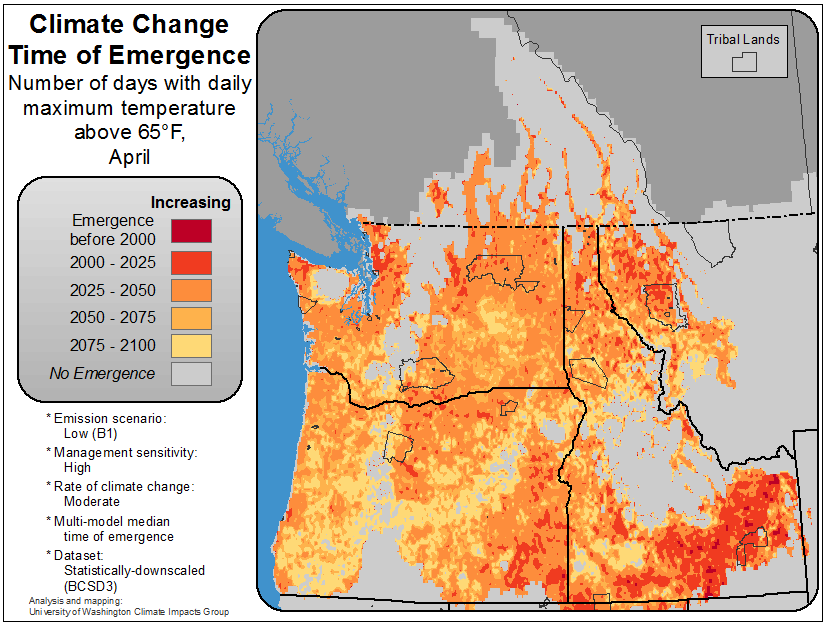 Climate Change
Time of Emergence
Number of days with daily
maximum temperature
above 65°F,
April
Increasing
Emergence
before 2000
2000 - 2025
2025 - 2050
2050 - 2075
2075 - 2100
No Emergence
* Emission scenario:
Low (B1)
* Management sensitivity:
High
* Rate of climate change:
Moderate
* Multi-model median
time of emergence
* Dataset:
Statistically-downscaled
(BCSD3)
Analysis and mapping:
University of Washington Climate Impacts Group
Tribal Lands